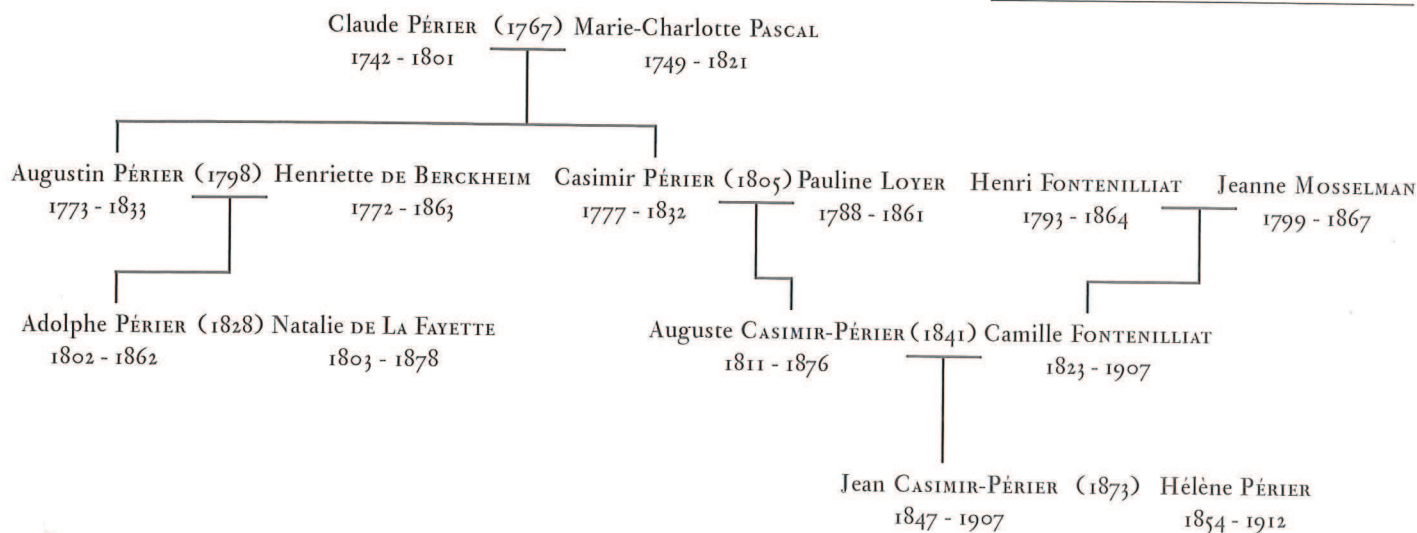 Claude PÉRIER (1767) Marie-Charlotte PASCAL
1742 - 1801 1749 - 1821
Augustin PÉRIER (1798) Henriette DE BERCKHEIM Casimir PÉRIER (1805) Pauline LOYER Henri FONTENILLIAT Jeanne MOSSELMAN
1773 - 1833 1772 - 1863 1777 - 1832 1788 - 1861 1793 - 1864 1799 - 1867
Adolphe PÉRIER (1828) Natalie DE LA FAYETTE Auguste CASIMIR-PÉRIER (1841) Camille FONTENILLIAT
1802 - 1862 1803 - 1878 1811 - 1876 1823 - 1907
Jean CASIMIR-PÉRIER (1873) Hélène PÉRIER
1847 - 1907 1854 - 1912